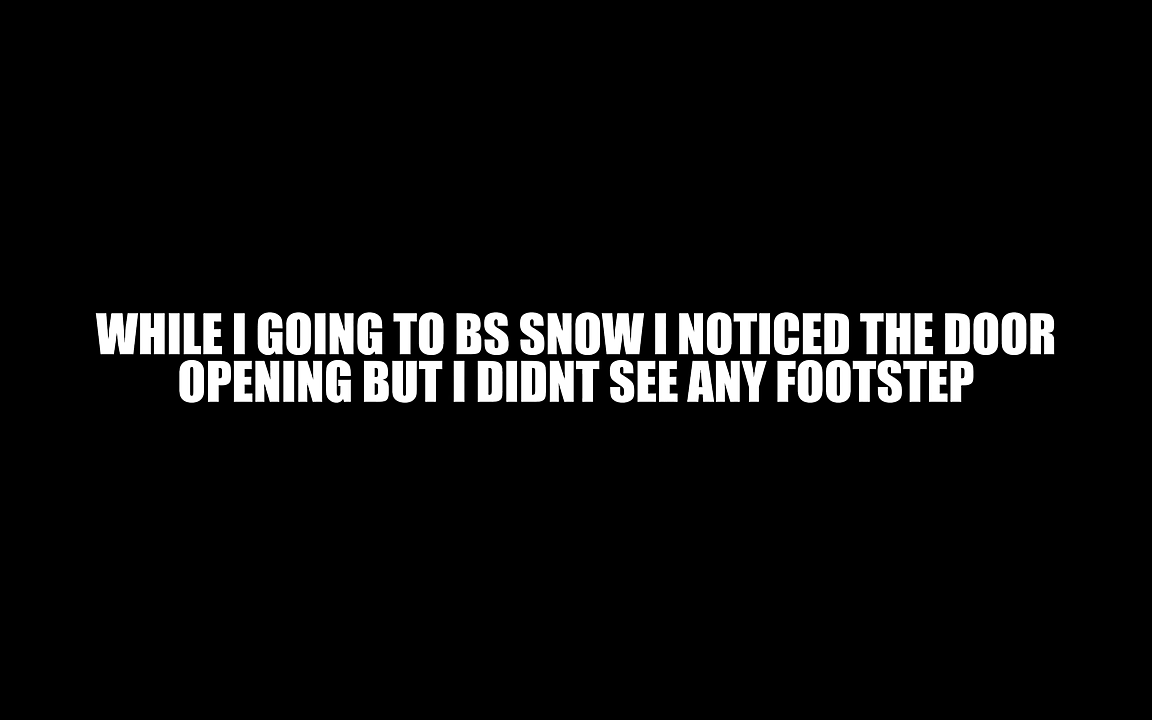 WHILE I GOING TO BS SNOW I NOTICED THE DOOR
OPENING BUT I DIDNT SEE ANY FOOTSTEP